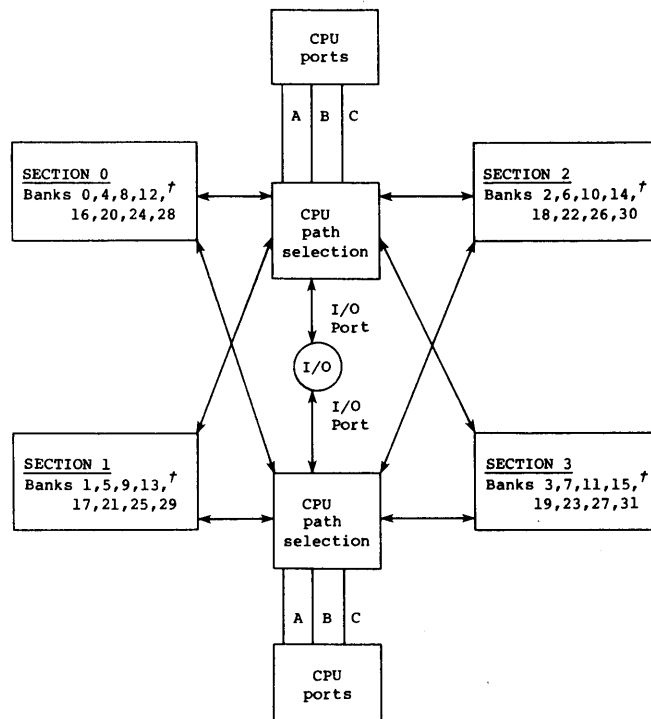 CPU
ports
A B C
SECTION 0
Banks 0,4,8,12,†
16,20,24,28
CPU
path
selection
SECTION 2
Banks 2,6,10,14,†
18,22,26,30
I/O
Port
I/O
I/O
Port
SECTION 1
Banks 1,5,9,13,†
17,21,25,29
CPU
path
selection
SECTION 3
Banks 3,7,11,15,†
19,23,27,31
A B C
CPU
ports